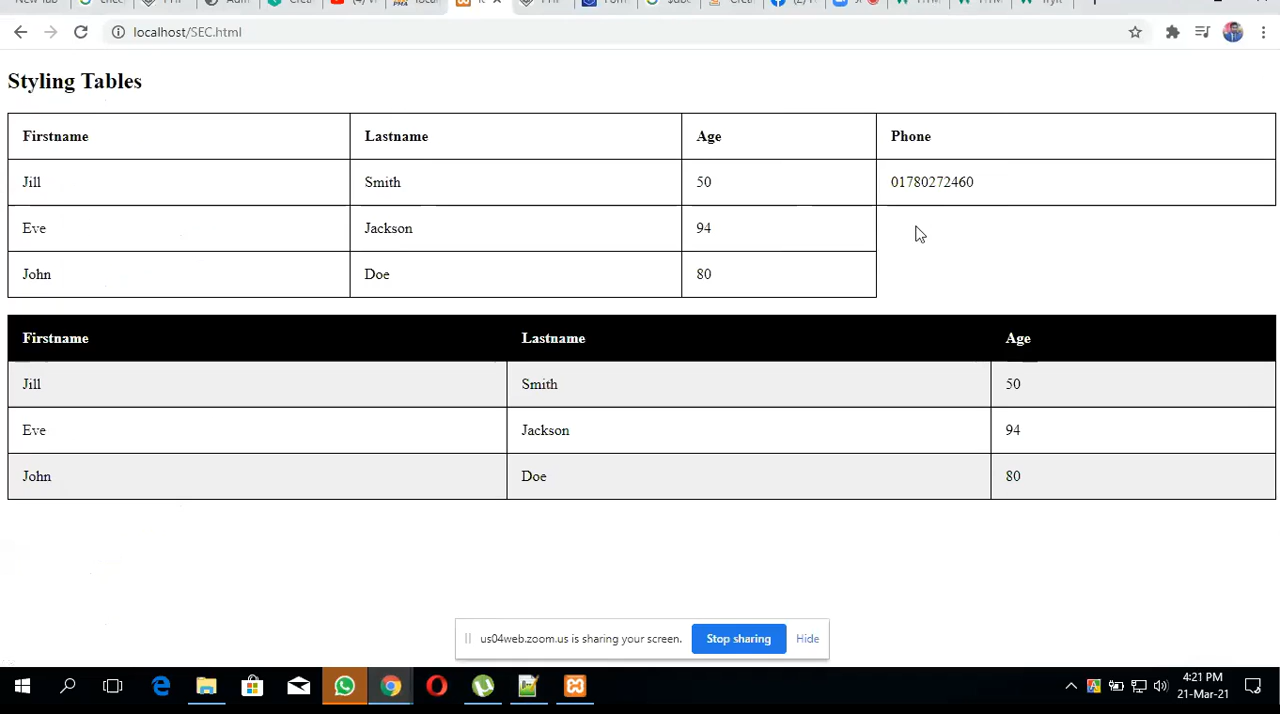 New Tab
localhost/SEC.html
Styling Tables
Firstname Lastname Age Phone
Jill Smith 50 01780272460
Eve Jackson 94
John Doe 80
Firstname Lastname Age
Jill Smith 50
Eve Jackson 94
John Doe 80
us04web.zoom.us is sharing your screen. Stop sharing Hide
4:21 PM
21-Mar-21